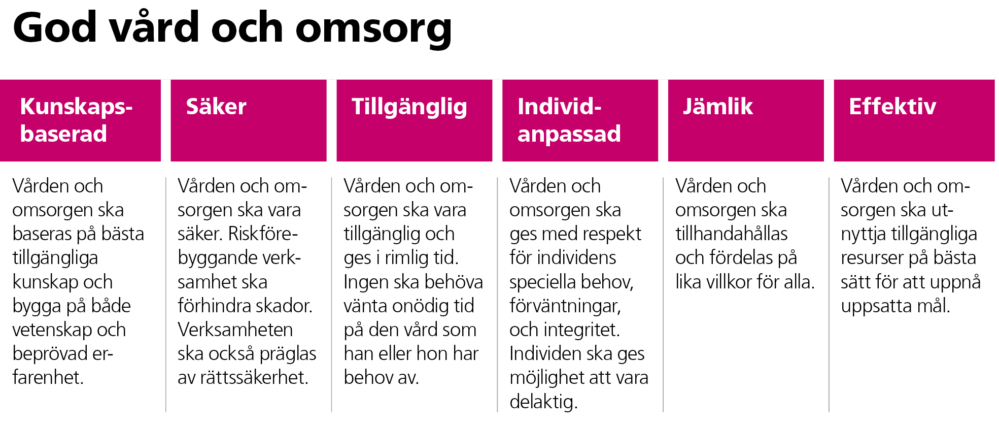 God vård och omsorg
Kunskaps-
baserad
Vården och
omsorgen ska
baseras på bästa
tillgängliga
kunskap och
bygga på både
vetenskap och
beprövad er-
farenhet.
Säker
Vården och om-
sorgen ska vara
säker. Riskföre-
byggande verk-
samhet ska
förhindra skador.
Verksamheten
ska också präglas
av rättssäkerhet.
Tillgänglig
Vården och om-
sorgen ska vara
tillgänglig och
ges i rimlig tid.
Ingen ska behöva
vänta onödig tid
på den vård som
han eller hon har
behov av.
Individ-
anpassad
Vården och
omsorgen ska
ges med respekt
för individens
speciella behov,
förväntningar,
och integritet.
Individen ska ges
möjlighet att vara
delaktig.
Jämlik
Vården och
omsorgen ska
tillhandahållas
och fördelas på
lika villkor för alla.
Effektiv
Vården och om-
sorgen ska ut-
nyttja tillgängliga
resurser på bästa
sätt för att uppnå
uppsatta mål.